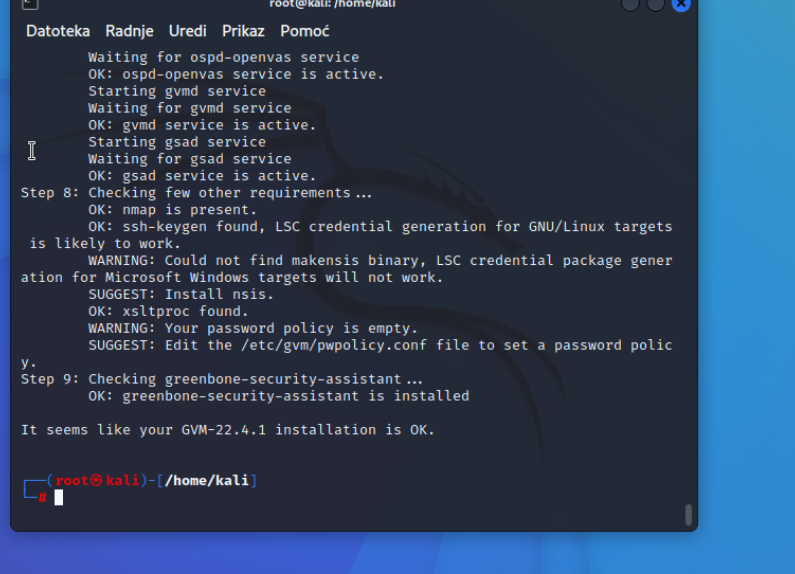 root@kali: /home/kali
Datoteka Radnje Uredi Prikaz Pomoć
Waiting for ospd-openvas service
OK: ospd-openvas service is active.
Starting gvmd service
Waiting for gvmd service
OK: gvmd service is active.
Starting gsad service
Waiting for gsad service
OK: gsad service is active.
Step 8: Checking few other requirements...
OK: nmap is present.
OK: ssh-keygen found, LSC credential generation for GNU/Linux targets
is likely to work.
WARNING: Could not find makensis binary, LSC credential package gener
ation for Microsoft Windows targets will not work.
SUGGEST: Install nsis.
OK: xsltproc found.
WARNING: Your password policy is empty.
SUGGEST: Edit the /etc/gvm/pwpolicy.conf file to set a password polic
y.
Step 9: Checking greenbone-security-assistant...
OK: greenbone-security-assistant is installed
It seems like your GVM-22.4.1 installation is OK.
┌──(root㉿kali)-[/home/kali]
└─#